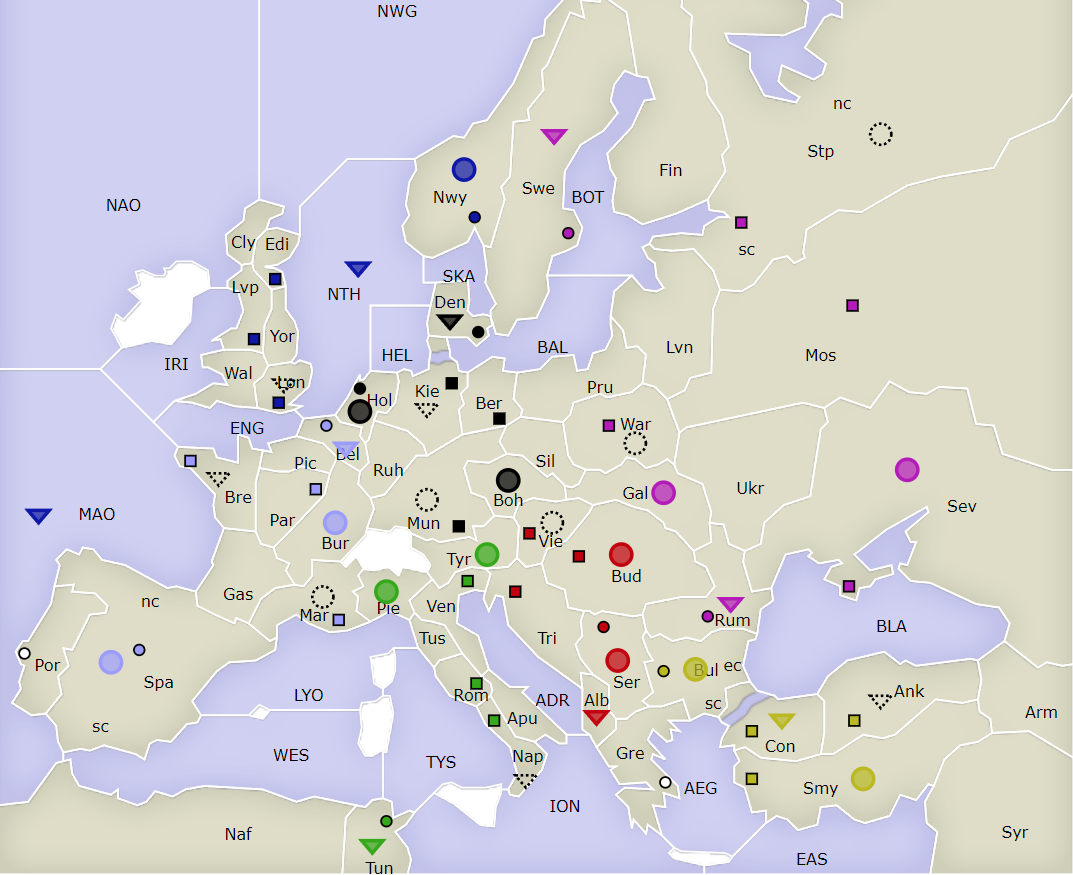 NWG
nc
Stp
Fin
Swe
BOT
Nwy
NAO
Cly
Edi
sc
SKA
Lvp
NTH
Den
Yor
Mos
HEL
BAL
Lvn
IRI
Wal
Lon
Kie
Pru
Hol
Ber
War
ENG
Bel
Pic
Ruh
Sil
Bre
Gal
Ukr
Boh
Sev
MAO
Par
Mun
Vie
Bur
Tyr
Bud
Gas
nc
Mar
Pie
Ven
Rum
BLA
Tri
Tus
Por
Bul
ec
Spa
Ser
Ank
LYO
Rom
ADR
Alb
sc
Arm
sc
Apu
Con
WES
TYS
Nap
Gre
AEG
Smy
ION
Naf
Syr
EAS
Tun